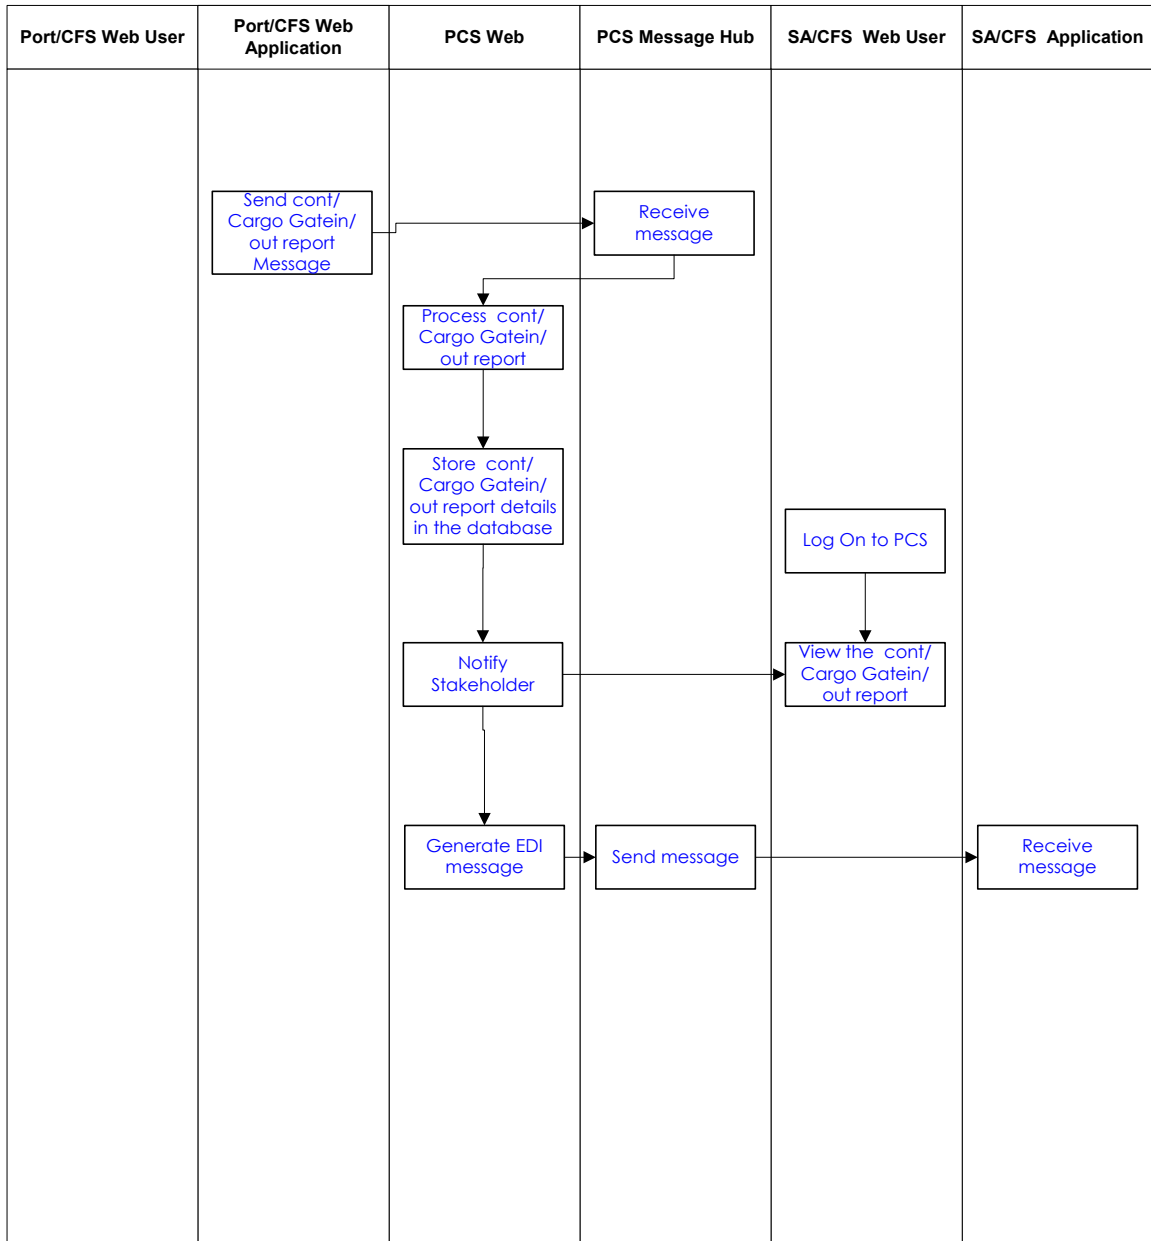 Port/CFS Web User
Port/CFS Web
Application
PCS Web
PCS Message Hub
SA/CFS Web User
SA/CFS Application
Send cont/
Cargo Gatein/
out report
Message
Receive
message
Process cont/
Cargo Gatein/
out report
Store cont/
Cargo Gatein/
out report details
in the database
Log On to PCS
Notify
Stakeholder
View the cont/
Cargo Gatein/
out report
Generate EDI
message
Send message
Receive
message